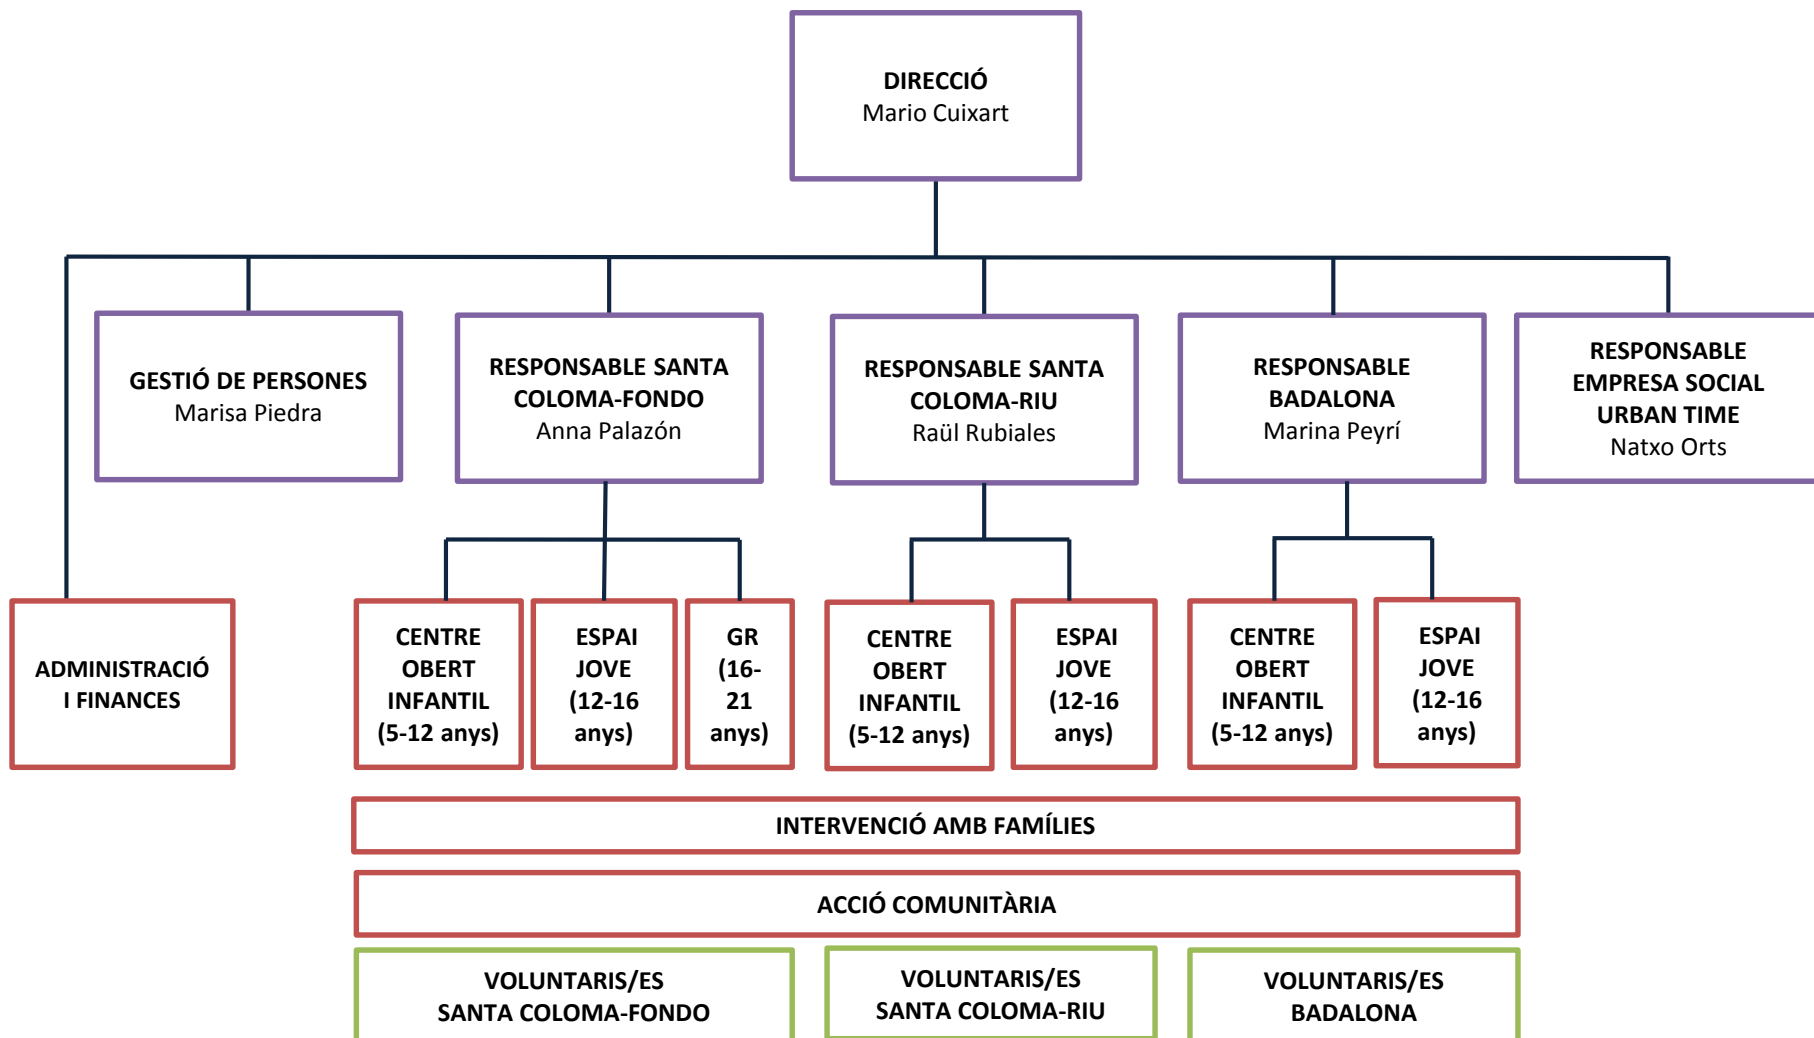 DIRECCIÓ
Mario Cuixart
GESTIÓ DE PERSONES
Marisa Piedra
RESPONSABLE SANTA
COLOMA-FONDO
Anna Palazón
RESPONSABLE SANTA
COLOMA-RIU
Raül Rubiales
RESPONSABLE
BADALONA
Marina Peyrí
RESPONSABLE
EMPRESA SOCIAL
URBAN TIME
Natxo Orts
ADMINISTRACIÓ
I FINANCES
CENTRE
OBERT
INFANTIL
(5-12 anys)
ESPAI
JOVE
(12-16
anys)
GR
(16-
21
anys)
CENTRE
OBERT
INFANTIL
(5-12 anys)
ESPAI
JOVE
(12-16
anys)
CENTRE
OBERT
INFANTIL
(5-12 anys)
ESPAI
JOVE
(12-16
anys)
INTERVENCIÓ AMB FAMÍLIES
ACCIÓ COMUNITÀRIA
VOLUNTARIS/ES
SANTA COLOMA-FONDO
VOLUNTARIS/ES
SANTA COLOMA-RIU
VOLUNTARIS/ES
BADALONA